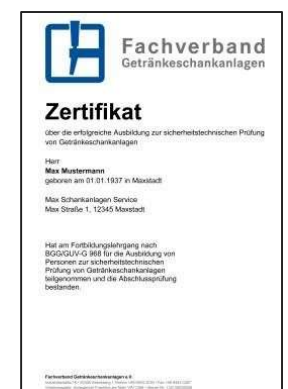 Fachverband
Getränkeschankanlagen
Zertifikat
über die erfolgreiche Ausbildung zur sicherheitstechnischen Prüfung
von Getränkeschankanlagen
Herr
Max Mustermann
geboren am 01.01.1937 in Maxstadt
Max Schankanlagen Service
Max Straße 1, 12345 Maxstadt
Hat am Fortbildungslehrgang nach
BGG/GUV-G 968 für die Ausbildung von
Personen zur sicherheitstechnischen
Prüfung von Getränkeschankanlagen
teilgenommen und die Abschlussprüfung
bestanden.
Fachverband Getränkeschankanlagen e.V.